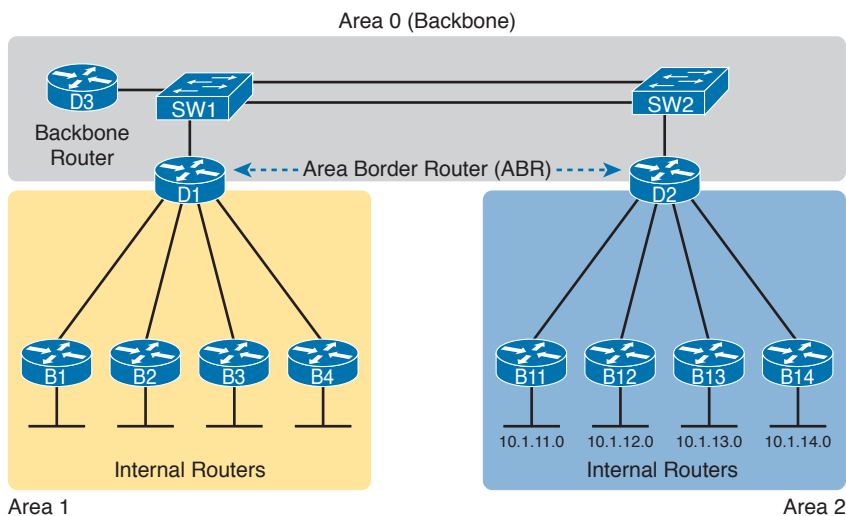 Area 0 (Backbone)
D3
SW1
SW2
Backbone
Router
Area Border Router (ABR)
D1
D2
B1
B2
B3
B4
B11
B12
B13
B14
10.1.11.0
10.1.12.0
10.1.13.0
10.1.14.0
Internal Routers
Internal Routers
Area 1
Area 2